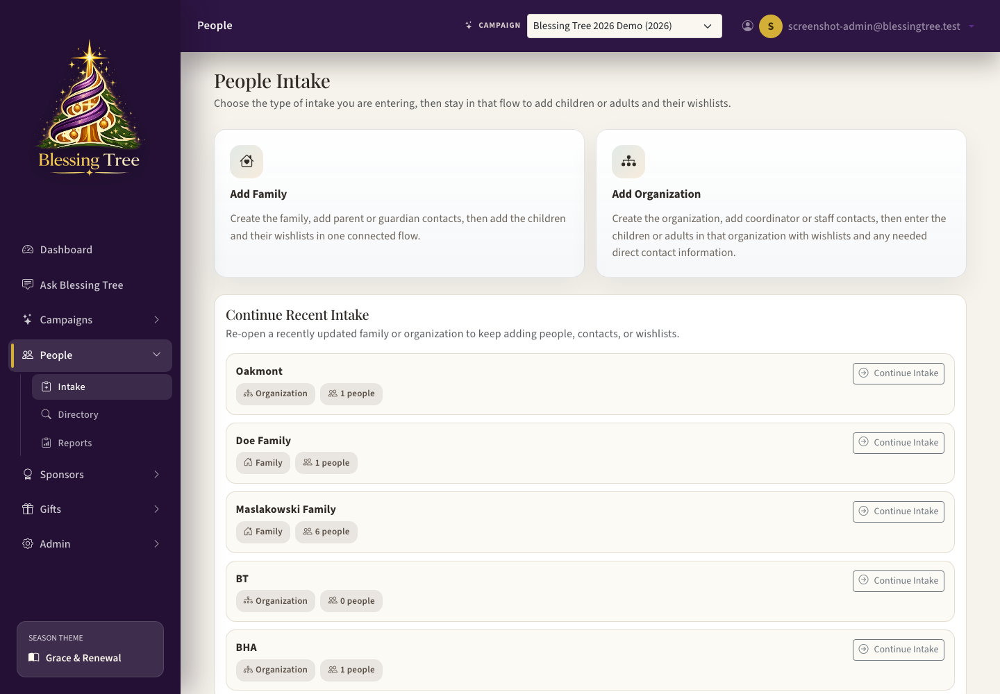 Blessing Tree
Dashboard
Ask Blessing Tree
Campaigns
People
Intake
Directory
Reports
Sponsors
Gifts
Admin
SEASON THEME
Grace & Renewal
People
CAMPAIGN
Blessing Tree 2026 Demo (2026)
S
screenshot-admin@blessingtree.test
People Intake
Choose the type of intake you are entering, then stay in that flow to add children or adults and their wishlists.
Add Family
Create the family, add parent or guardian contacts, then add the children
and their wishlists in one connected flow.
Add Organization
Create the organization, add coordinator or staff contacts, then enter the
children or adults in that organization with wishlists and any needed
direct contact information.
Continue Recent Intake
Re-open a recently updated family or organization to keep adding people, contacts, or wishlists.
Oakmont
Organization
1 people
Continue Intake
Doe Family
Family
1 people
Continue Intake
Maslakowski Family
Family
6 people
Continue Intake
BT
Organization
0 people
Continue Intake
BHA
Organization
1 people
Continue Intake